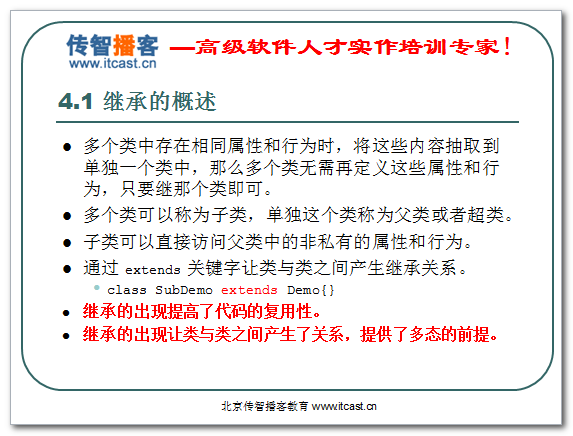 传智播客 —高级软件人才实作培训专家!
www.itcast.cn
4.1 继承的概述
● 多个类中存在相同属性和行为时，将这些内容抽取到
单独一个类中，那么多个类无需再定义这些属性和行
为，只要继那个类即可。
● 多个类可以称为子类，单独这个类称为父类或者超类。
● 子类可以直接访问父类中的非私有的属性和行为。
● 通过 extends 关键字让类与类之间产生继承关系。
● class SubDemo extends Demo{}
● 继承的出现提高了代码的复用性。
● 继承的出现让类与类之间产生了关系，提供了多态的前提。
北京传智播客教育 www.itcast.cn